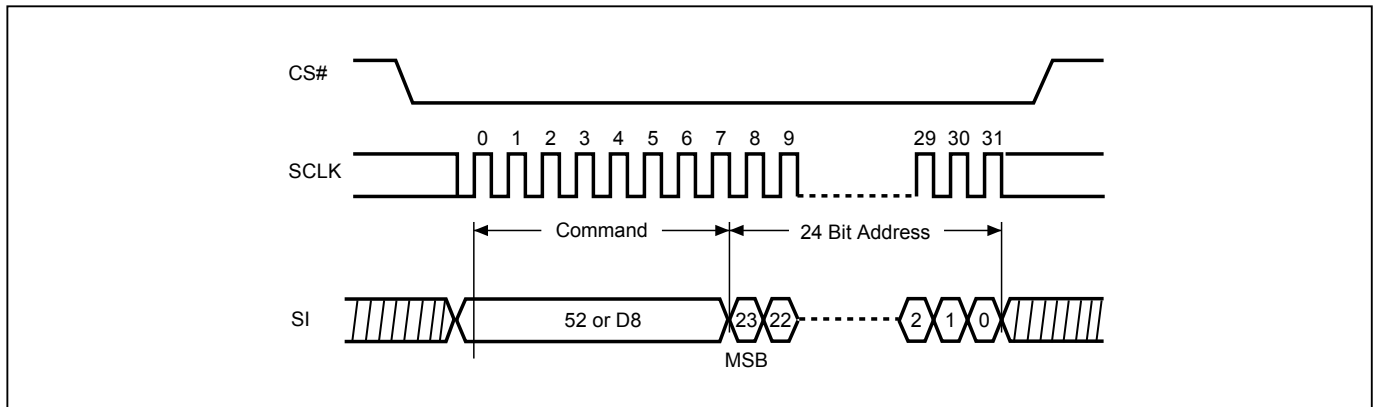 CS#
0 1 2 3 4 5 6 7 8 9 29 30 31
SCLK
Command 24 Bit Address
SI 52 or D8 23 22 2 1 0
MSB